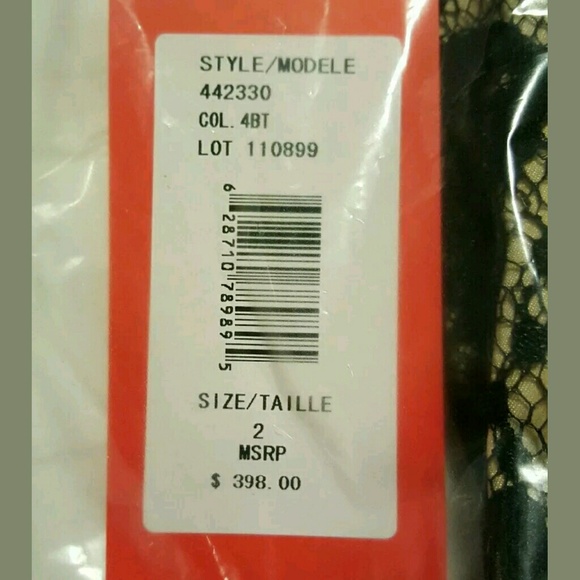 STYLE/MODELE
442330
COL. 4BT
LOT 110899
6 28710 78989 5
SIZE/TAILLE
2
MSRP
$ 398.00